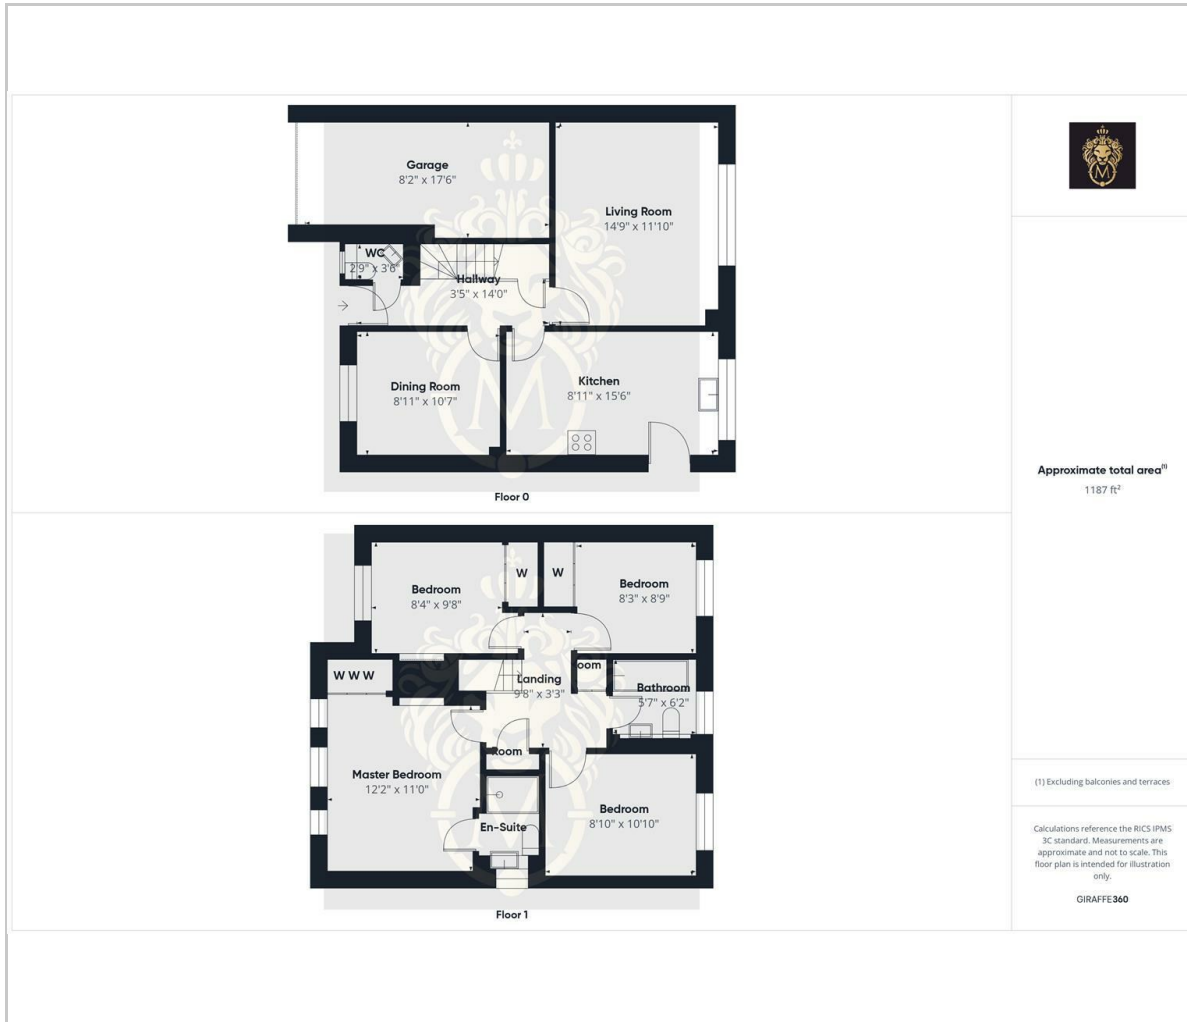 Garage
8'2" x 17'6"
Living Room
14'9" x 11'10"
WC
2'9" x 3'6"
Hallway
3'5" x 14'0"
Dining Room
8'11" x 10'7"
Kitchen
8'11" x 15'6"
M
Floor 0
Bedroom
8'4" x 9'8"
W
W
Bedroom
8'3" x 8'9"
W W W
oom
Landing
9'8" x 3'3"
Bathroom
5'7" x 6'2"
Room
Master Bedroom
12'2" x 11'0"
En-Suite
Bedroom
8'10" x 10'10"
Floor 1
M
Approximate total area(1)
1187 ft²
(1) Excluding balconies and terraces
Calculations reference the RICS IPMS
3C standard. Measurements are
approximate and not to scale. This
floor plan is intended for illustration
only.
GIRAFFE360